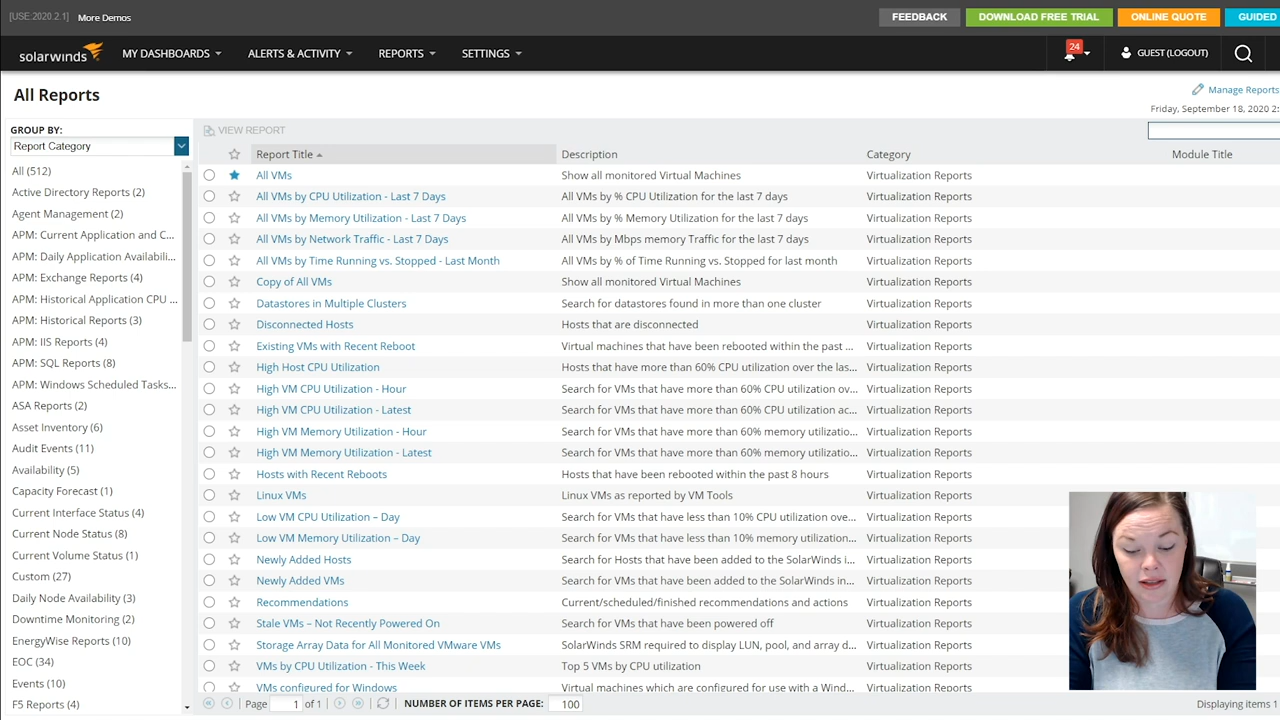 [USE:2020.2.1] More Demos FEEDBACK DOWNLOAD FREE TRIAL ONLINE QUOTE GUIDED
solarwinds MY DASHBOARDS ALERTS & ACTIVITY REPORTS SETTINGS 24 GUEST (LOGOUT)
All Reports
Manage Reports
Friday, September 18, 2020 2:
GROUP BY:
Report Category
All (512)
Active Directory Reports (2)
Agent Management (2)
APM: Current Application and C...
APM: Daily Application Availabili...
APM: Exchange Reports (4)
APM: Historical Application CPU ...
APM: Historical Reports (3)
APM: IIS Reports (4)
APM: SQL Reports (8)
APM: Windows Scheduled Tasks...
ASA Reports (2)
Asset Inventory (6)
Audit Events (11)
Availability (5)
Capacity Forecast (1)
Current Interface Status (4)
Current Node Status (8)
Current Volume Status (1)
Custom (27)
Daily Node Availability (3)
Downtime Monitoring (2)
EnergyWise Reports (10)
EOC (34)
Events (10)
F5 Reports (4)
VIEW REPORT
Report Title Description Category Module Title
All VMs Show all monitored Virtual Machines Virtualization Reports
All VMs by CPU Utilization - Last 7 Days All VMs by % CPU Utilization for the last 7 days Virtualization Reports
All VMs by Memory Utilization - Last 7 Days All VMs by % Memory Utilization for the last 7 days Virtualization Reports
All VMs by Network Traffic - Last 7 Days All VMs by Mbps memory Traffic for the last 7 days Virtualization Reports
All VMs by Time Running vs. Stopped - Last Month All VMs by % of Time Running vs. Stopped for last month Virtualization Reports
Copy of All VMs Show all monitored Virtual Machines Virtualization Reports
Datastores in Multiple Clusters Search for datastores found in more than one cluster Virtualization Reports
Disconnected Hosts Hosts that are disconnected Virtualization Reports
Existing VMs with Recent Reboot Virtual machines that have been rebooted within the past ... Virtualization Reports
High Host CPU Utilization Hosts that have more than 60% CPU utilization over the las... Virtualization Reports
High VM CPU Utilization - Hour Search for VMs that have more than 60% CPU utilization ov... Virtualization Reports
High VM CPU Utilization - Latest Search for VMs that have more than 60% CPU utilization ac... Virtualization Reports
High VM Memory Utilization - Hour Search for VMs that have more than 60% memory utilizatio... Virtualization Reports
High VM Memory Utilization - Latest Search for VMs that have more than 60% memory utilizatio... Virtualization Reports
Hosts with Recent Reboots Hosts that have been rebooted within the past 8 hours Virtualization Reports
Linux VMs Linux VMs as reported by VM Tools Virtualization Reports
Low VM CPU Utilization – Day Search for VMs that have less than 10% CPU utilization ove... Virtualization Reports
Low VM Memory Utilization – Day Search for VMs that have less than 10% memory utilization... Virtualization Reports
Newly Added Hosts Search for Hosts that have been added to the SolarWinds i... Virtualization Reports
Newly Added VMs Search for VMs that have been added to the SolarWinds in... Virtualization Reports
Recommendations Current/scheduled/finished recommendations and actions Virtualization Reports
Stale VMs – Not Recently Powered On Search for VMs that have been powered off Virtualization Reports
Storage Array Data for All Monitored VMware VMs SolarWinds SRM required to display LUN, pool, and array d... Virtualization Reports
VMs by CPU Utilization - This Week Top 5 VMs by CPU utilization Virtualization Reports
VMs configured for Windows Virtual machines which are configured for use with a Wind... Virtualization Reports
Page 1 of 1 NUMBER OF ITEMS PER PAGE: 100 Displaying items 1